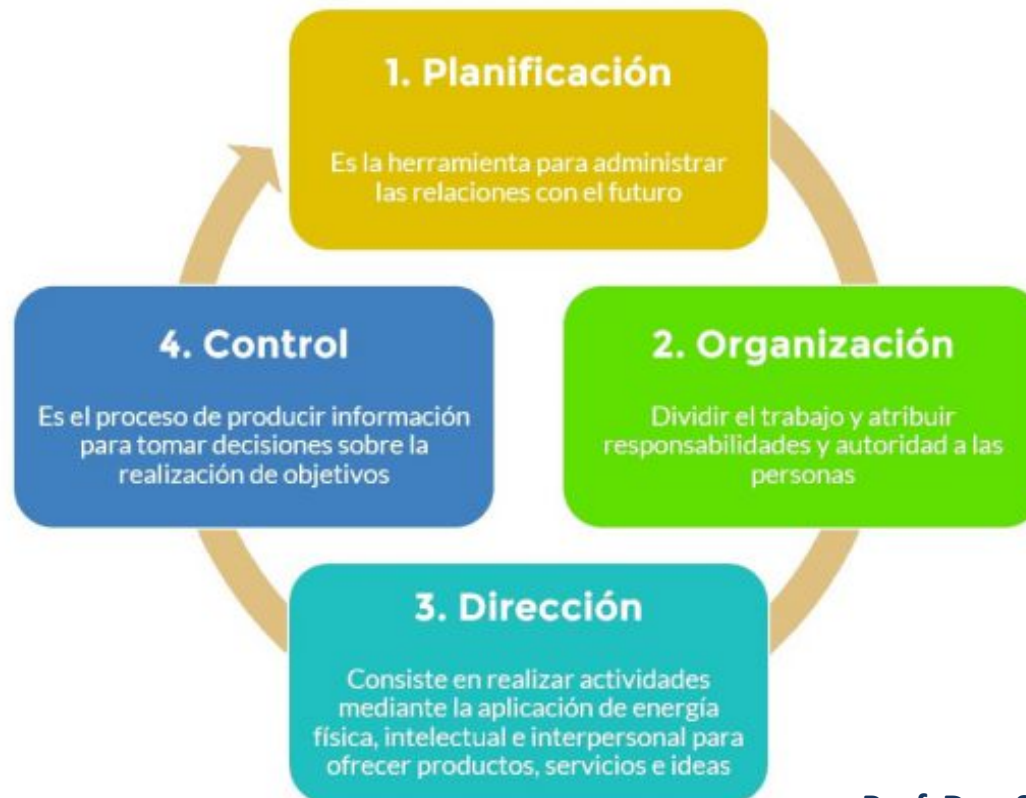 1. Planificación
Es la herramienta para administrar
las relaciones con el futuro
2. Organización
Dividir el trabajo y atribuir
responsabilidades y autoridad a las
personas
3. Dirección
Consiste en realizar actividades
mediante la aplicación de energía
física, intelectual e interpersonal para
ofrecer productos, servicios e ideas
4. Control
Es el proceso de producir información
para tomar decisiones sobre la
realización de objetivos